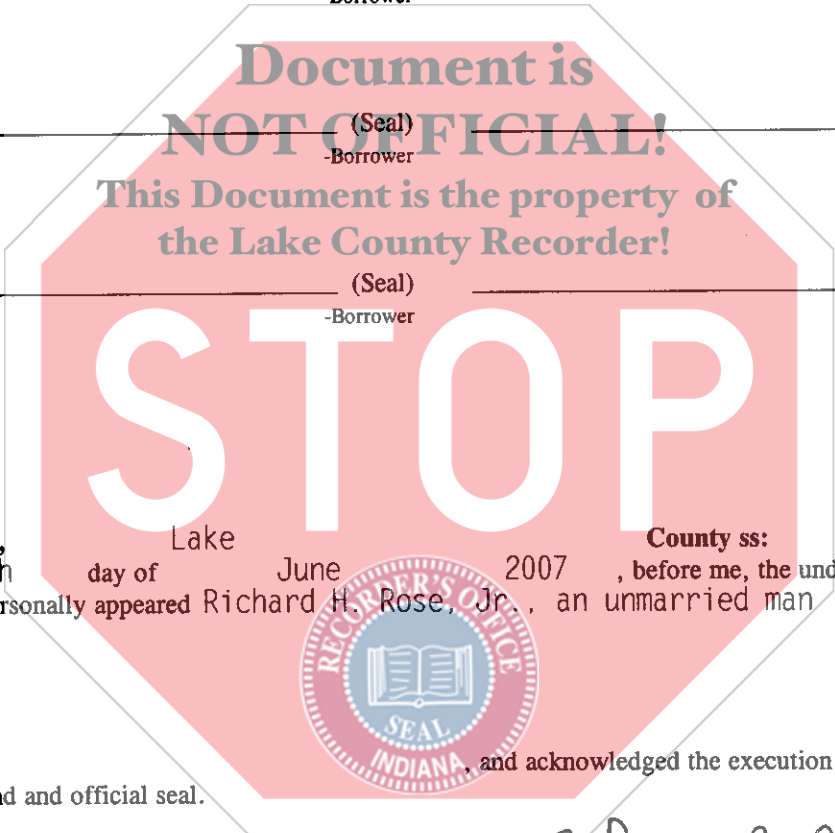 -Borrower
Document is
(Seal)
NOT OFFICIAL!
-Borrower
This Document is the property of
the Lake County Recorder!
(Seal)
-Borrower
STOP
Lake County ss:
day of June 2007 , before me, the
appeared Richard H. Rose, Jr., an unmarried man
RECORDER'S OFFICE
SEAL
INDIANA
, and acknowledged the execution
and official seal.